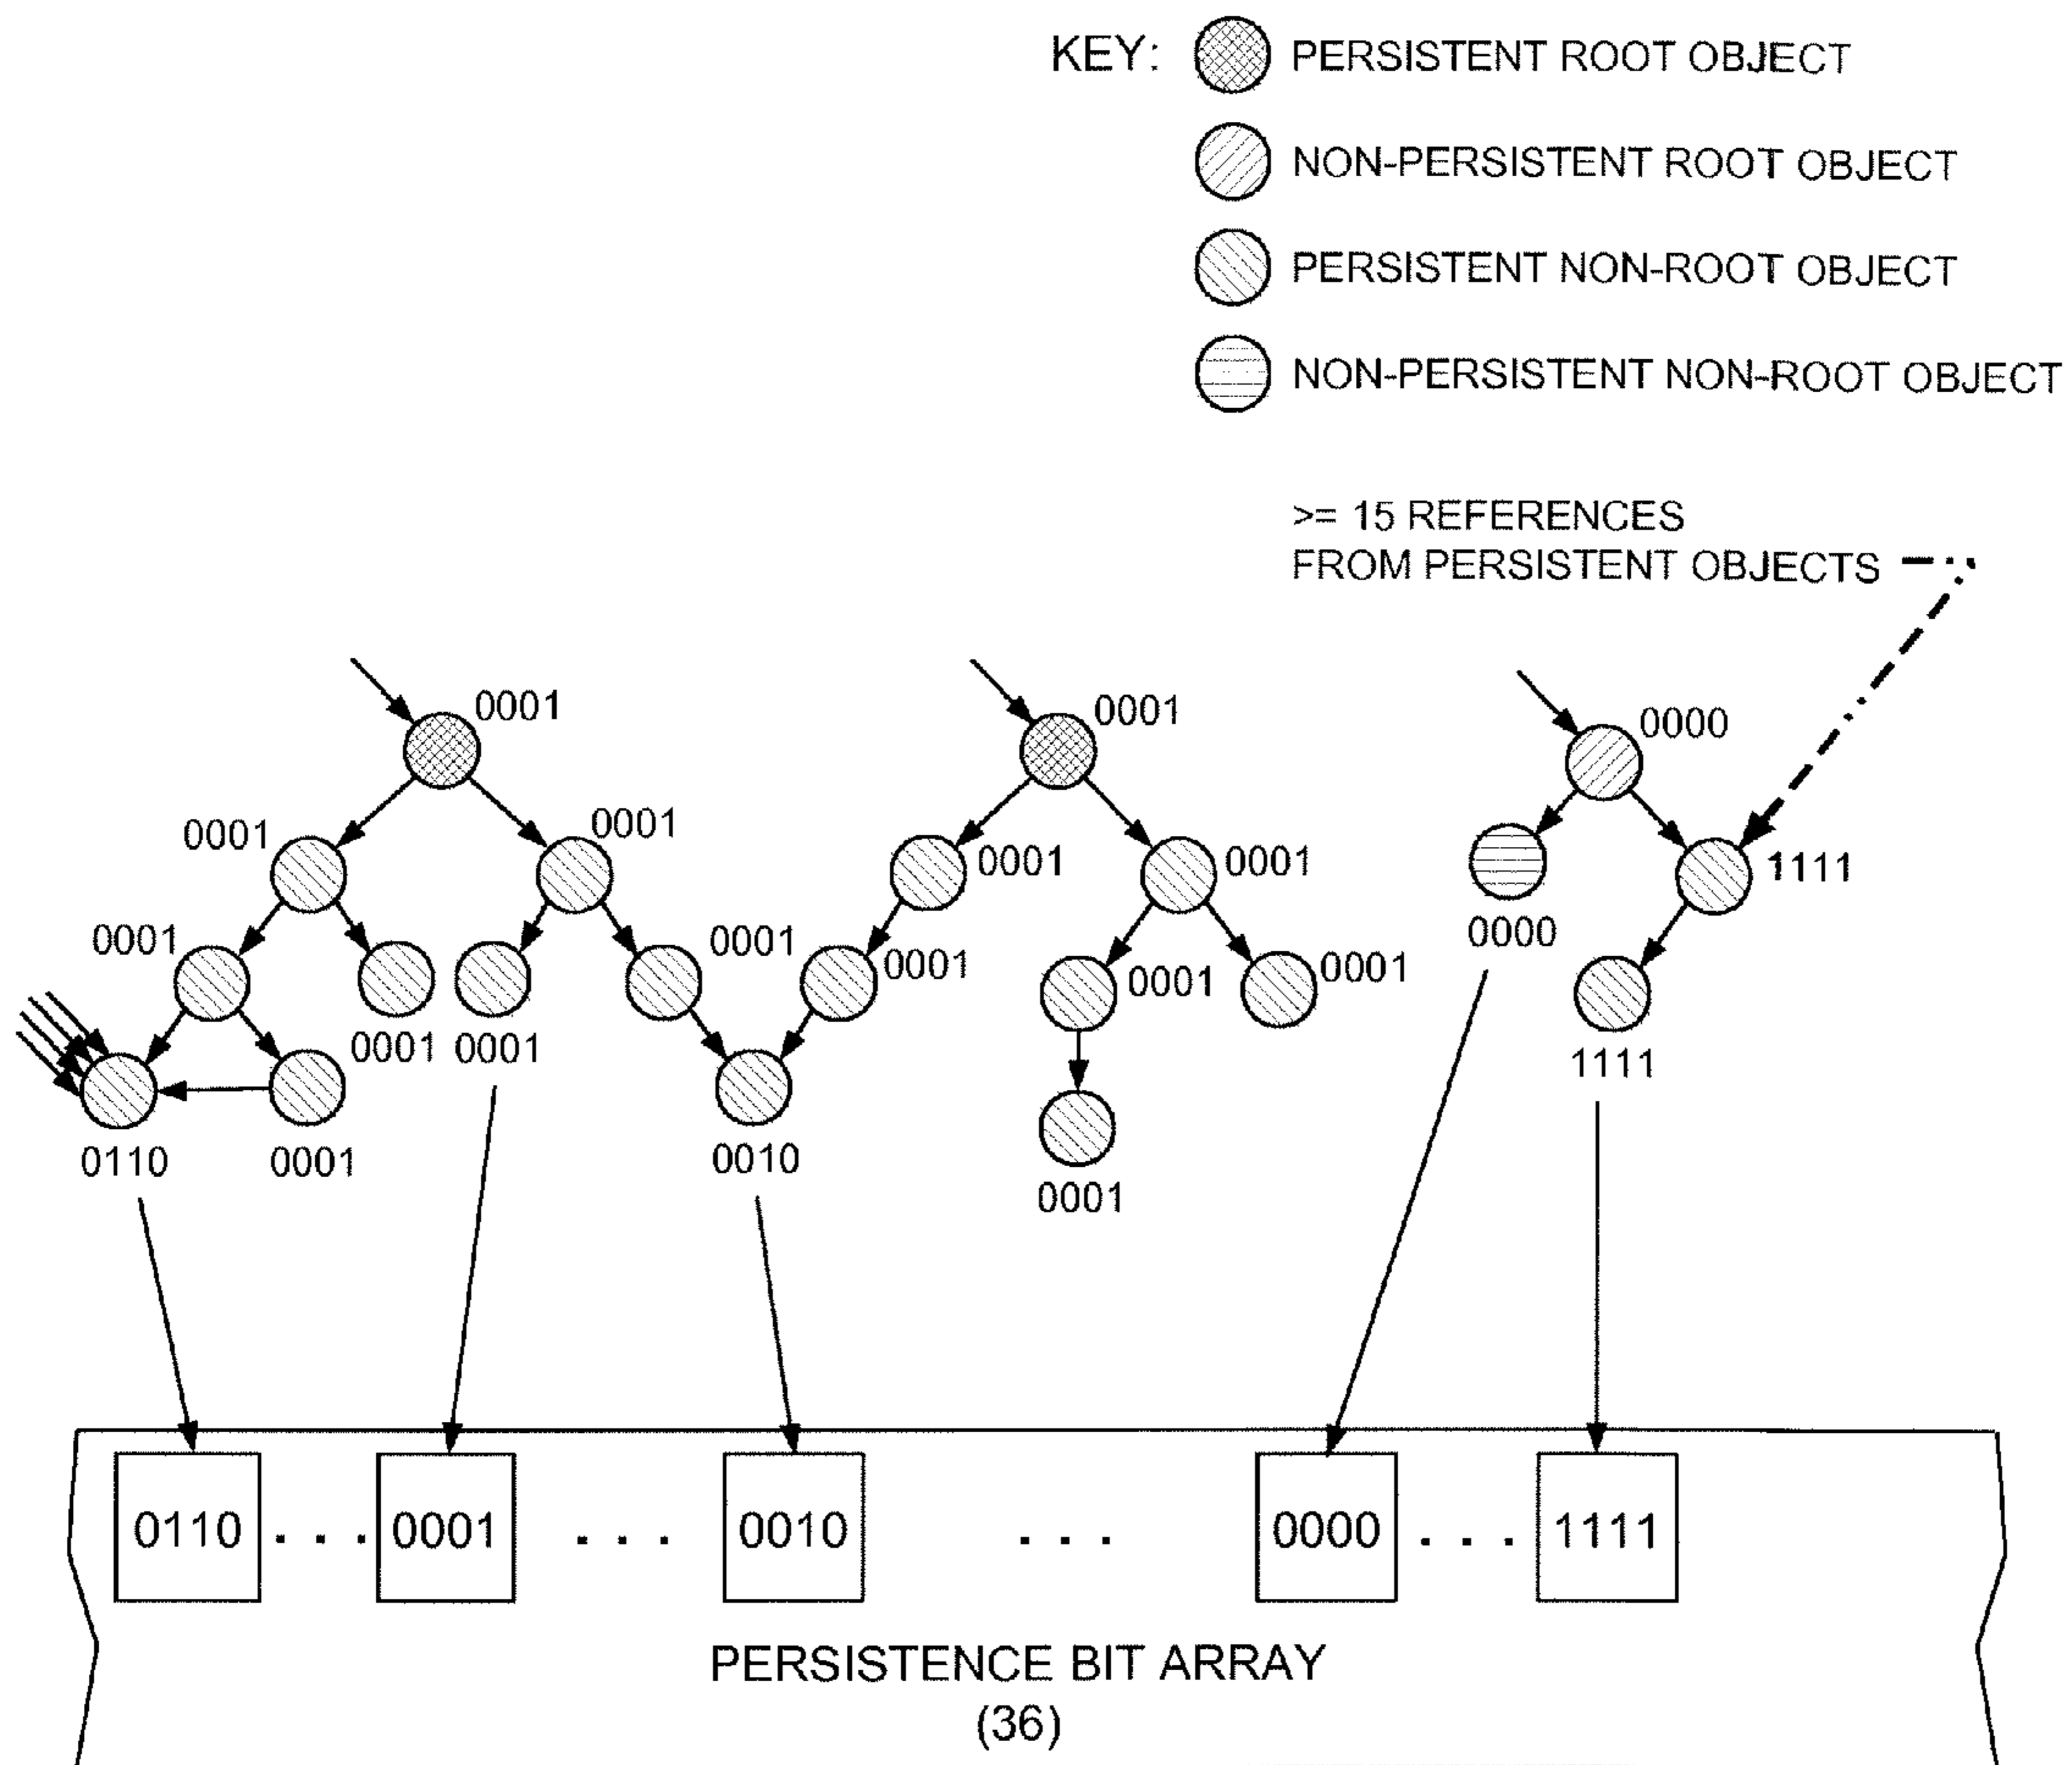 KEY: PERSISTENT ROOT OBJECT
NON-PERSISTENT ROOT OBJECT
PERSISTENT NON-ROOT OBJECT
NON-PERSISTENT NON-ROOT OBJECT
>= 15 REFERENCES
FROM PERSISTENT OBJECTS
0001
0001
0000
0001
0001
0001
0001
1111
0001
0001
0001
0001
0001
0000
0001
0001
1111
0110
0001
0010
0001
0110 . . . 0001 . . . 0010 . . . 0000 . . . 1111
PERSISTENCE BIT ARRAY
(36)